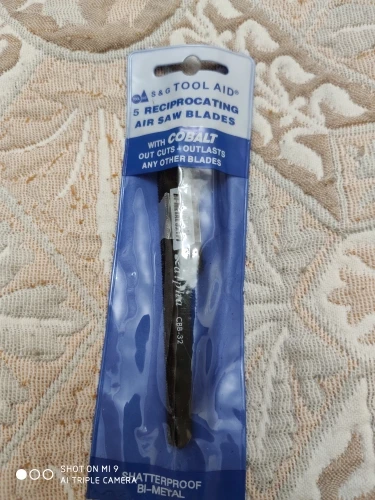 S & G TOOL AID®
5 RECIPROCATING
AIR SAW BLADES
WITH COBALT
OUT CUTS & OUTLASTS
ANY OTHER BLADES
CBB-32
SHATTERPROOF
BI-METAL
SHOT ON MI 9
AI TRIPLE CAMERA